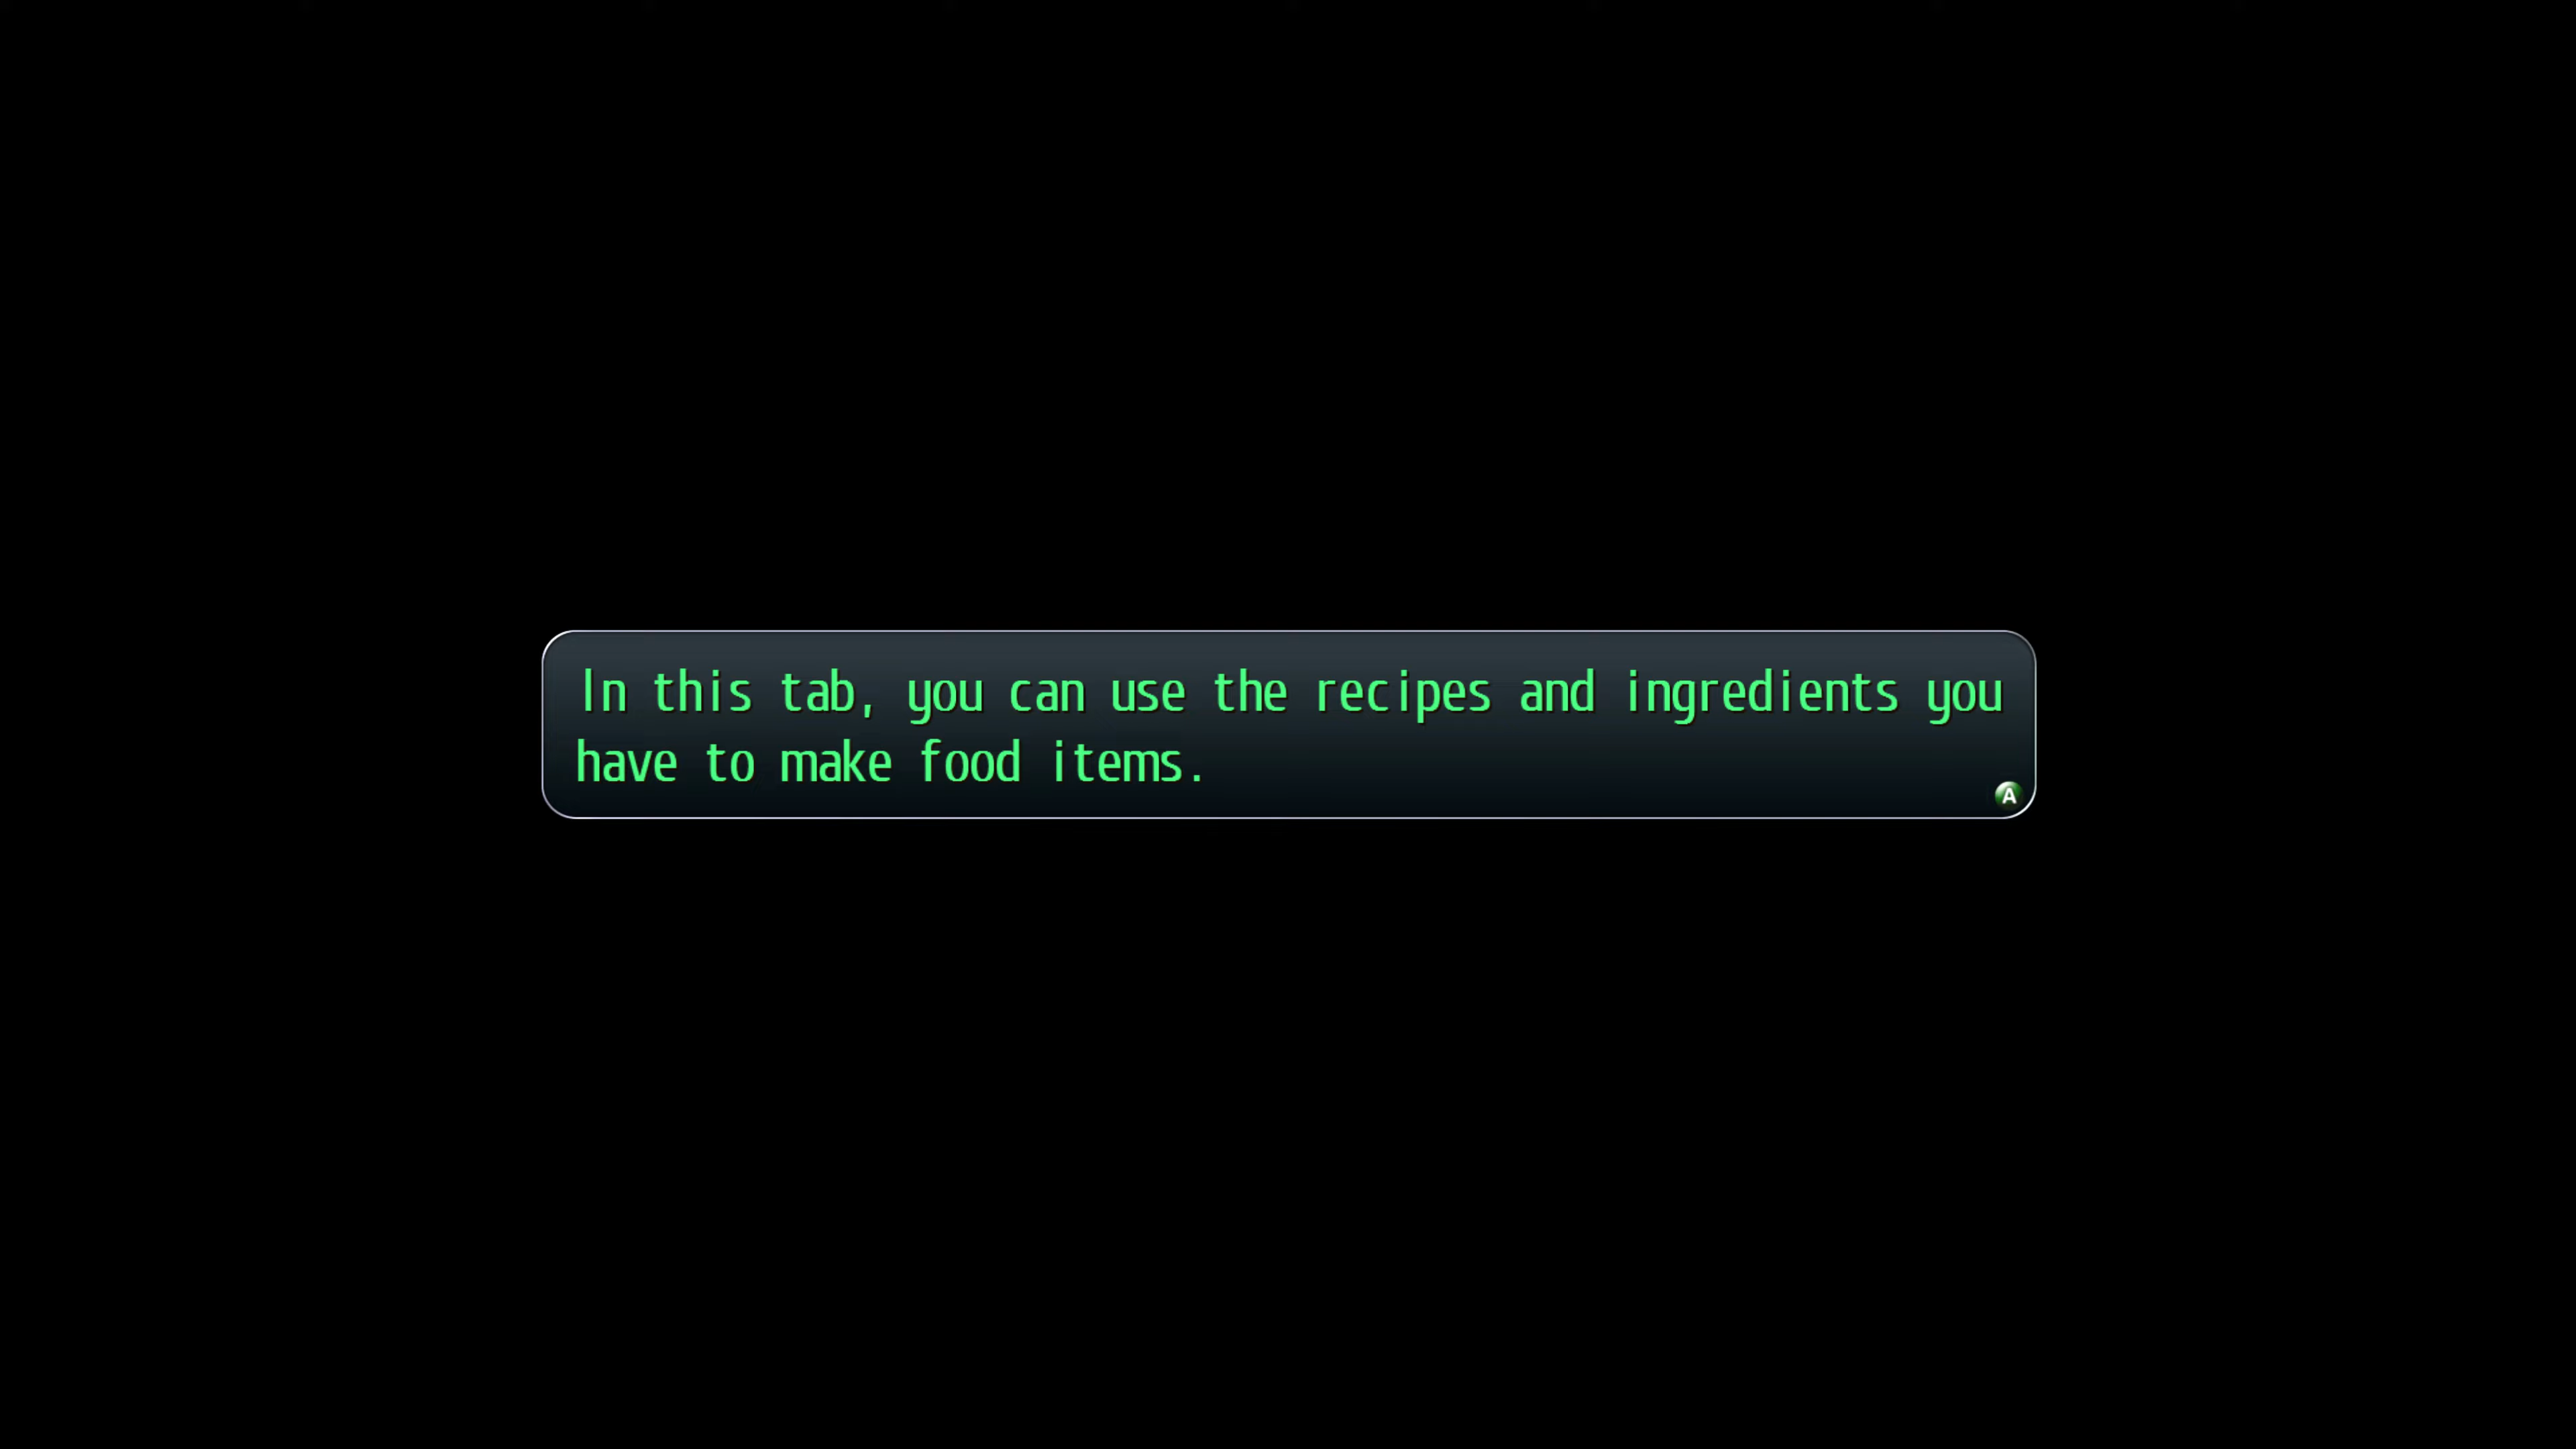 In this tab, you can use the recipes and ingredients you
have to make food items.
A